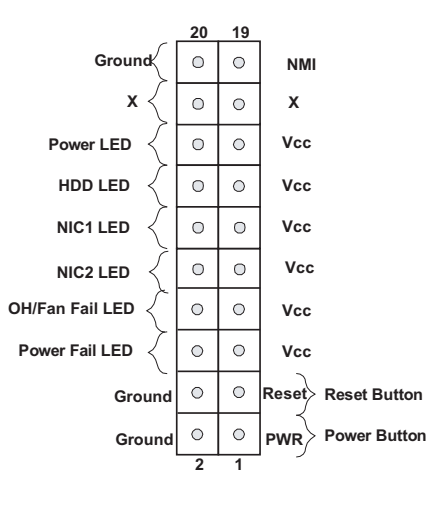 20 19
Ground NMI
X X
Power LED Vcc
HDD LED Vcc
NIC1 LED Vcc
NIC2 LED Vcc
OH/Fan Fail LED Vcc
Power Fail LED Vcc
Ground Reset Reset Button
Ground PWR Power Button
2 1